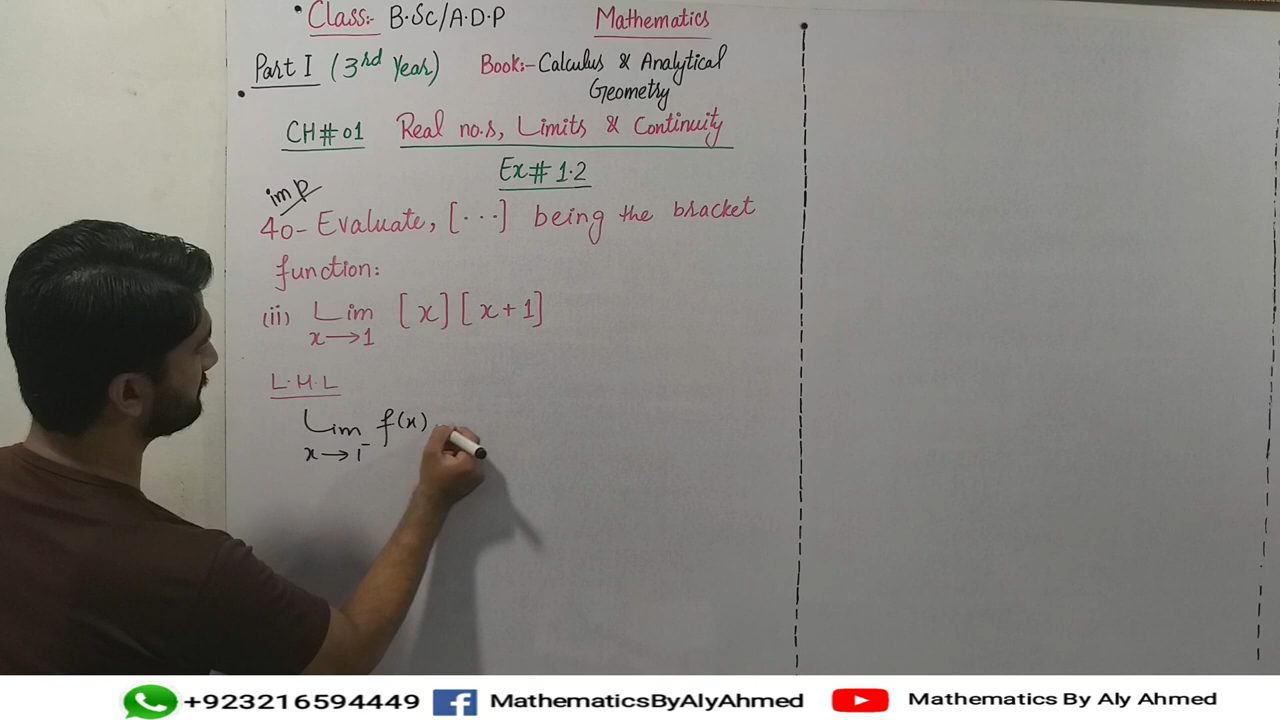 • Class:- B.Sc/A.D.P Mathematics
Part I (3rd Year) Book:- Calculus & Analytical
Geometry
CH# 01 Real no.s, Limits & Continuity
Ex# 1.2
imp
40- Evaluate, [...] being the bracket
function:
(ii) Lim [x][x+1]
x→1
L.H.L
Lim f(x)
x→1⁻
+923216594449 MathematicsByAlyAhmed Mathematics By Aly Ahmed